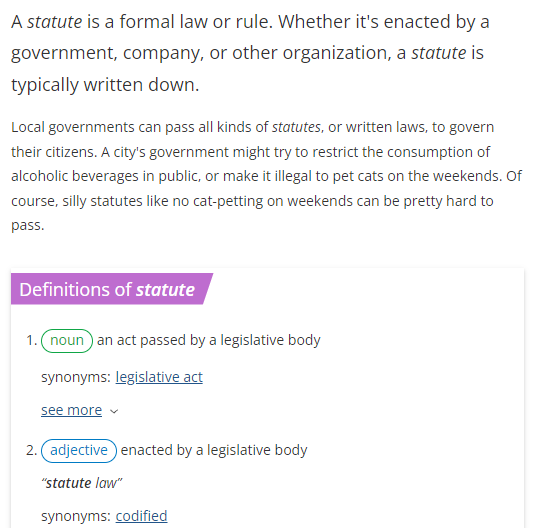 A statute is a formal law or rule. Whether it's enacted by a
government, company, or other organization, a statute is
typically written down.
Local governments can pass all kinds of statutes, or written laws, to govern
their citizens. A city's government might try to restrict the consumption of
alcoholic beverages in public, or make it illegal to pet cats on the weekends. Of
course, silly statutes like no cat-petting on weekends can be pretty hard to
pass.
Definitions of statute
1. noun an act passed by a legislative body
synonyms: legislative act
see more
2. adjective enacted by a legislative body
“statute law”
synonyms: codified